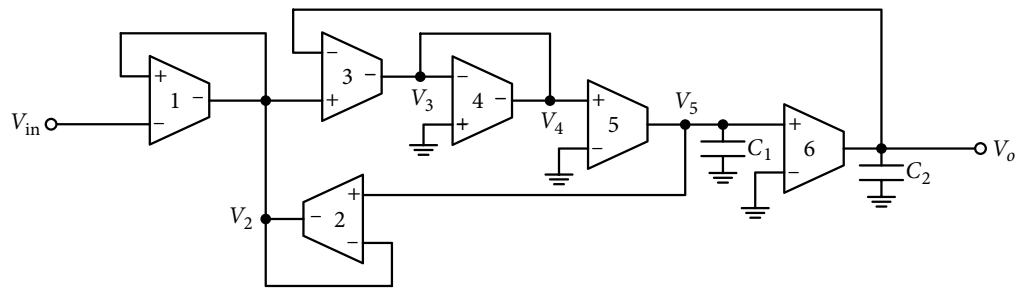 − + 1 − −
− + 3 −
− + 4 −
+ − 5
+ − 6
+ − 2 −
V_in
V_3
V_4
V_5
C_1
C_2
V_o
V_2